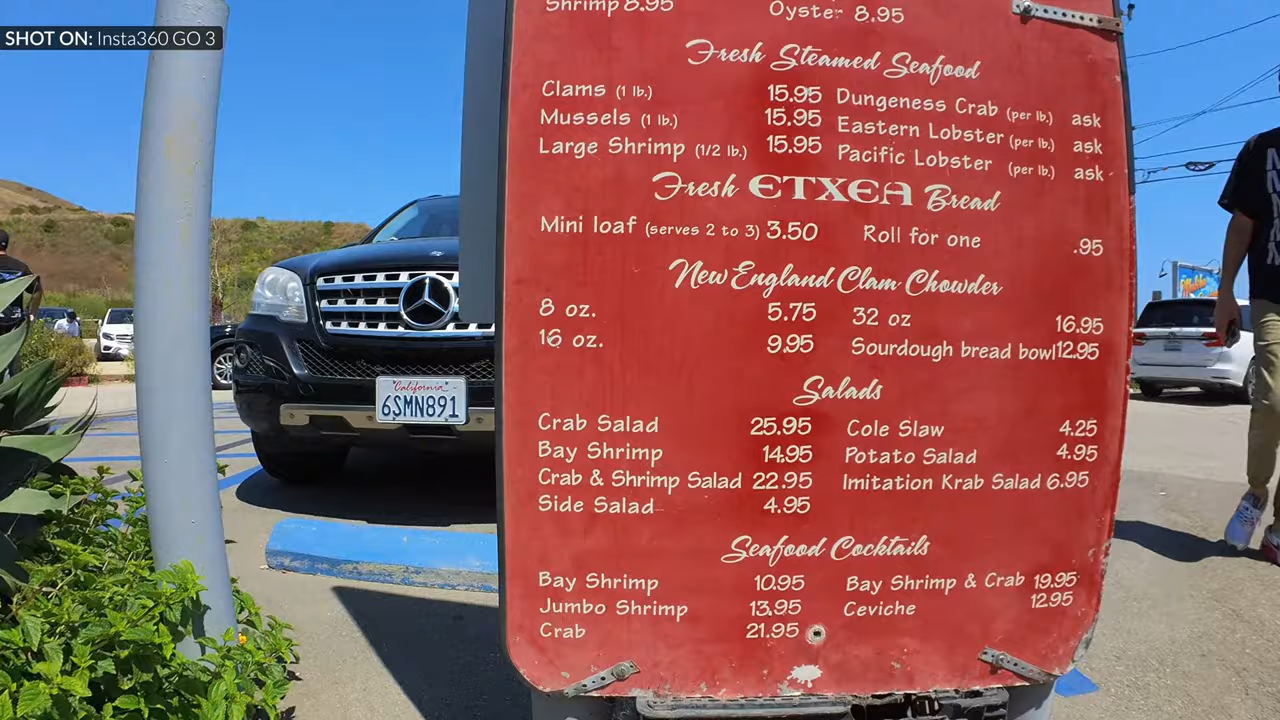 SHOT ON: Insta360 GO 3
Shrimp 8.95 Oyster 8.95
Fresh Steamed Seafood
Clams (1 lb.) 15.95 Dungeness Crab (per lb.) ask
Mussels (1 lb.) 15.95 Eastern Lobster (per lb.) ask
Large Shrimp (1/2 lb.) 15.95 Pacific Lobster (per lb.) ask
Fresh ETXEA Bread
Mini loaf (serves 2 to 3) 3.50 Roll for one .95
New England Clam Chowder
8 oz. 5.75 32 oz 16.95
16 oz. 9.95 Sourdough bread bowl 12.95
Salads
Crab Salad 25.95 Cole Slaw 4.25
Bay Shrimp 14.95 Potato Salad 4.95
Crab & Shrimp Salad 22.95 Imitation Krab Salad 6.95
Side Salad 4.95
Seafood Cocktails
Bay Shrimp 10.95 Bay Shrimp & Crab 19.95
Jumbo Shrimp 13.95 Ceviche 12.95
Crab 21.95
California
6SMN891